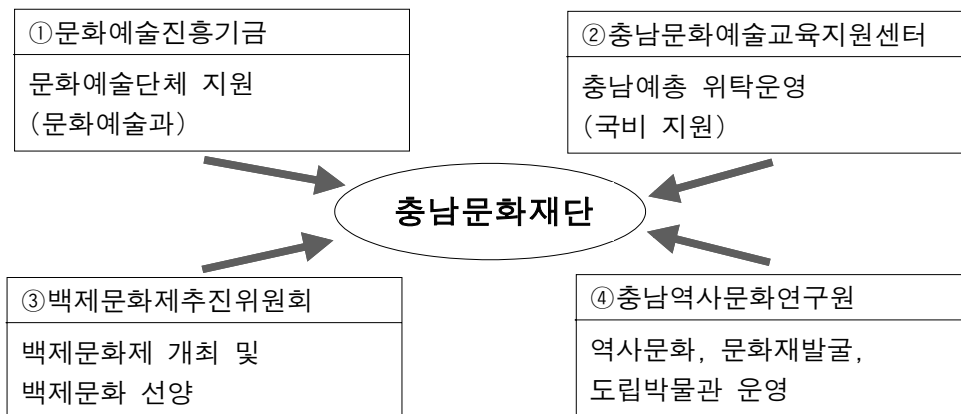 ①문화예술진흥기금
문화예술단체 지원
(문화예술과)
②충남문화예술교육지원센터
충남예총 위탁운영
(국비 지원)
충남문화재단
③백제문화제추진위원회
백제문화제 개최 및
백제문화 선양
④충남역사문화연구원
역사문화, 문화재발굴,
도립박물관 운영